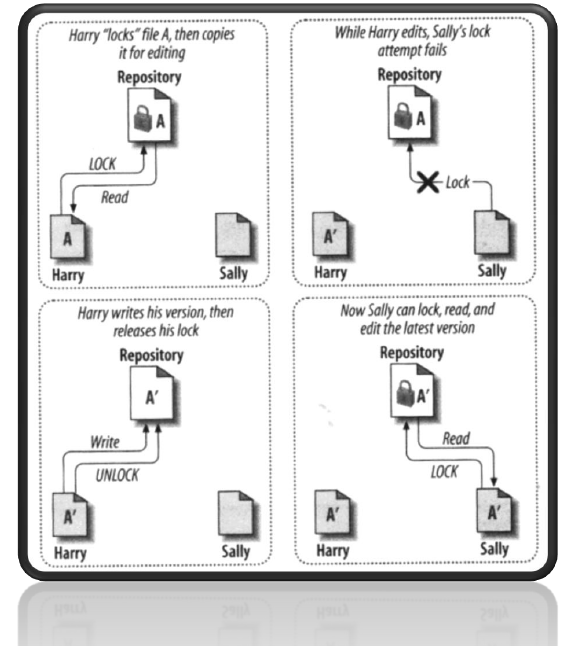 Harry "locks" file A, then copies
it for editing
Repository
A
LOCK
Read
A
Harry
Sally
While Harry edits, Sally's lock
attempt fails
Repository
A
Lock
A'
Harry
Sally
Harry writes his version, then
releases his lock
Repository
A'
Write
UNLOCK
A'
Harry
Sally
Now Sally can lock, read, and
edit the latest version
Repository
A'
Read
LOCK
A'
Harry
A'
Sally